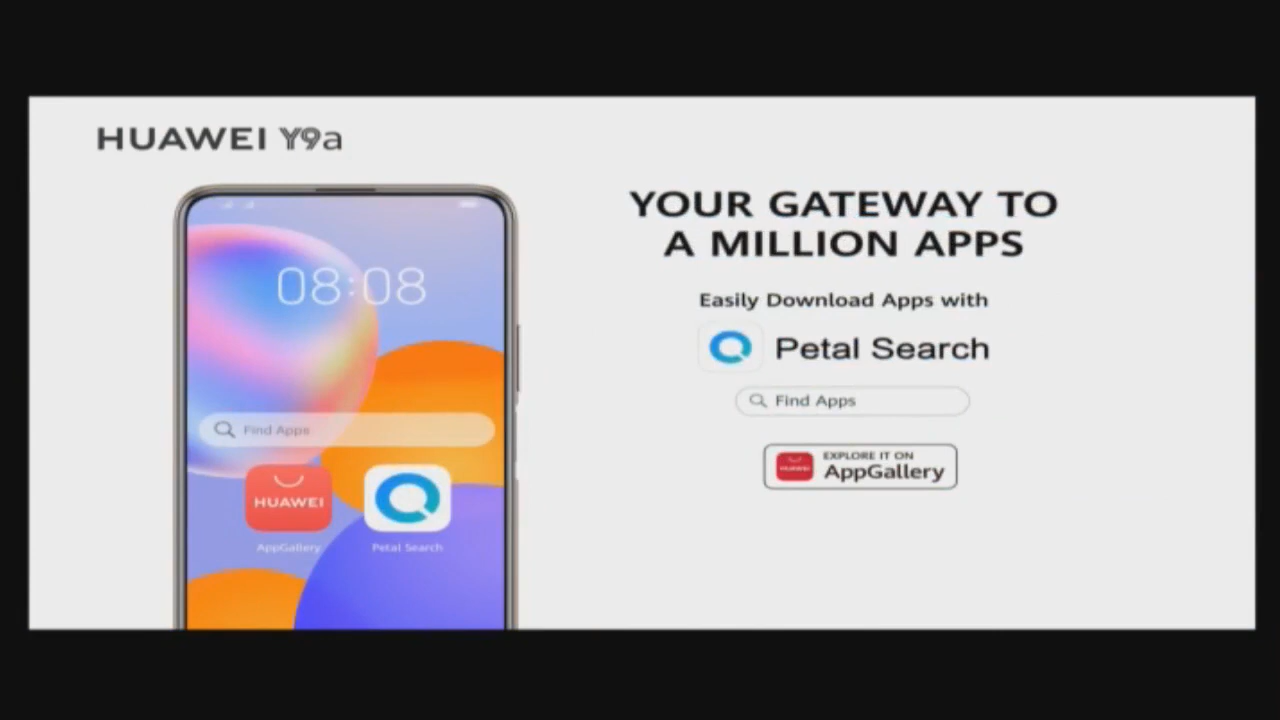 HUAWEI Y9a
08:08
Find Apps
HUAWEI
AppGallery
Petal Search
YOUR GATEWAY TO
A MILLION APPS
Easily Download Apps with
Petal Search
Find Apps
HUAWEI
EXPLORE IT ON
AppGallery